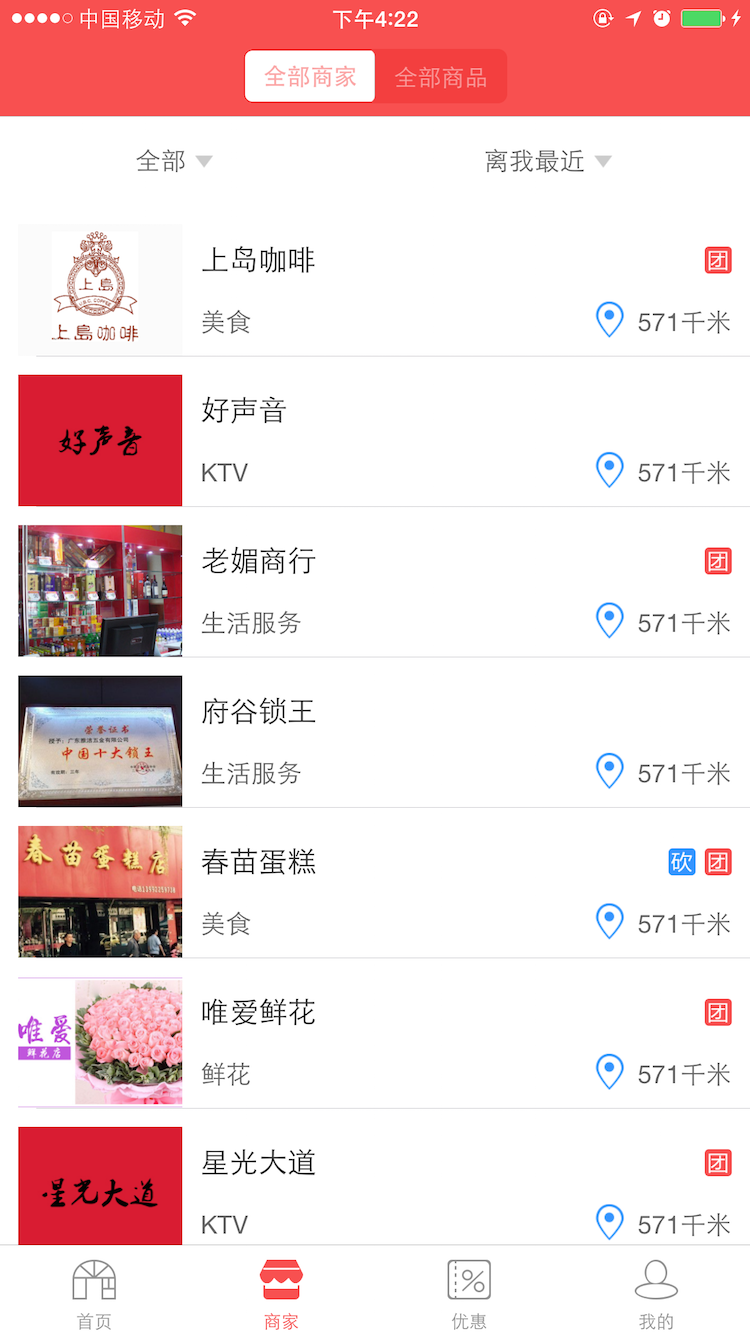 中国移动 下午4:22
全部商家 全部商品
全部 离我最近
上島
上島咖啡
上岛咖啡 团
美食 571千米
好声音
好声音
KTV 571千米
老媚商行 团
生活服务 571千米
荣誉证书
中国十大锁王
府谷锁王
生活服务 571千米
春苗蛋糕店
春苗蛋糕 砍 团
美食 571千米
唯爱
鲜花店
唯爱鲜花 团
鲜花 571千米
星光大道
星光大道 团
KTV 571千米
首页 商家 优惠 我的